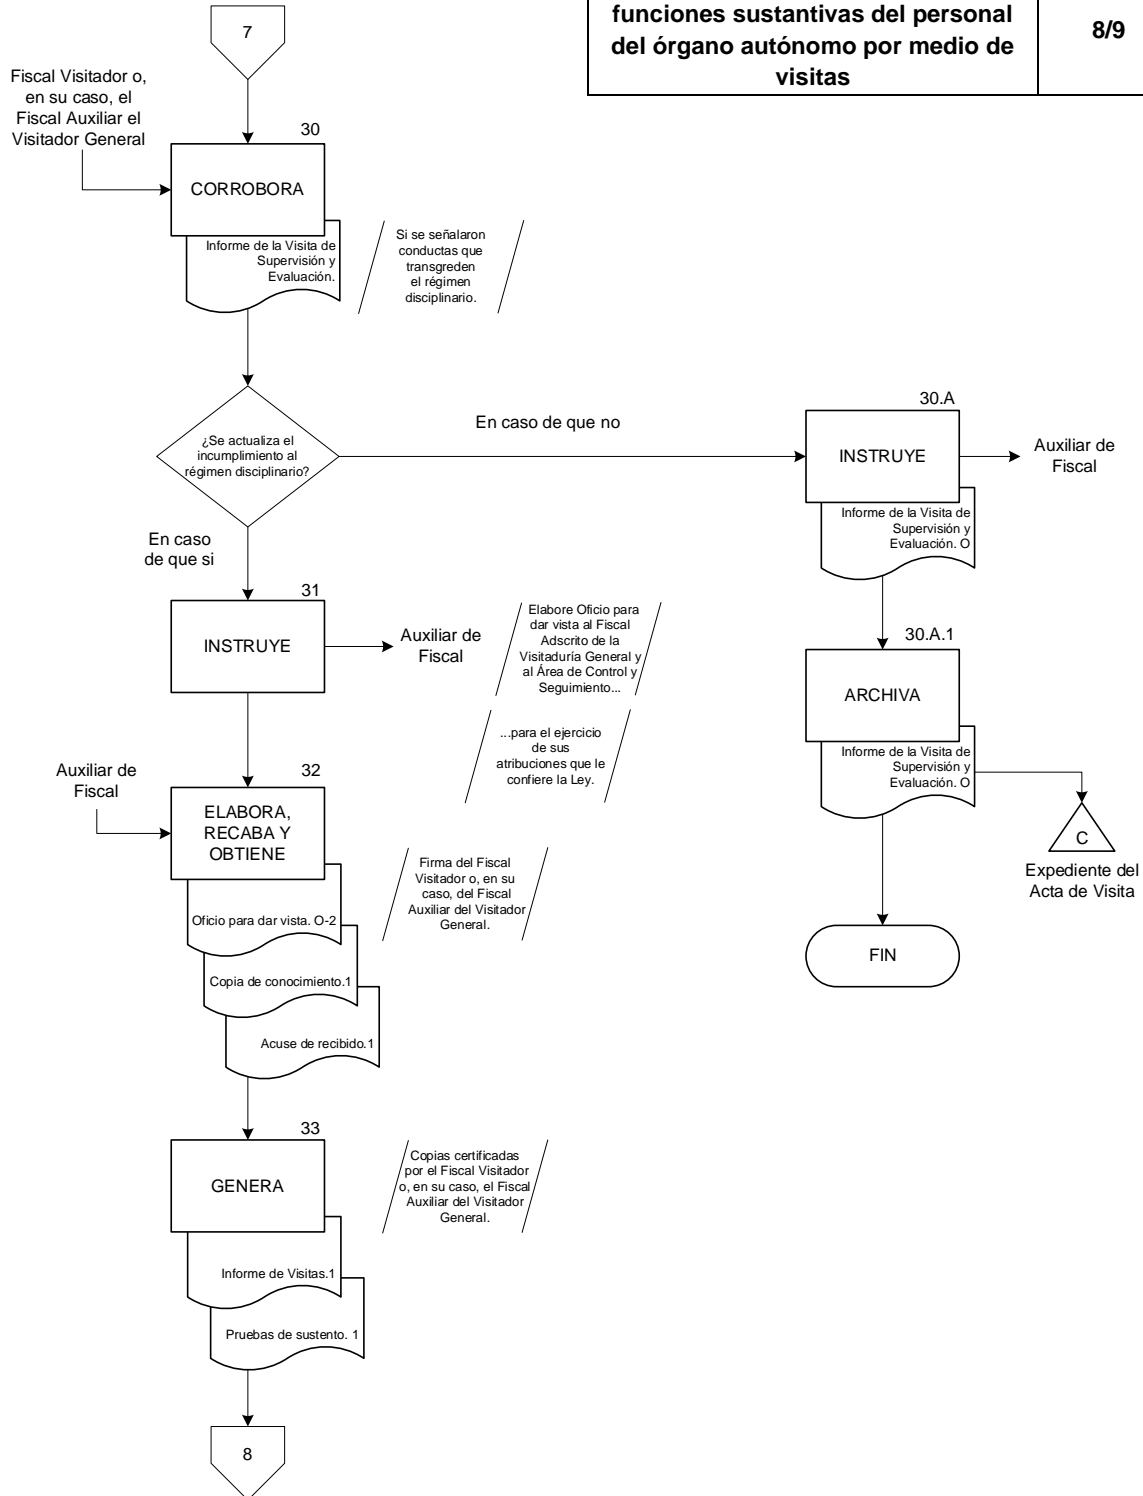 funciones sustantivas del personal
del órgano autónomo por medio de
visitas
8/9
7
Fiscal Visitador o,
en su caso, el
Fiscal Auxiliar el
Visitador General
30
CORROBORA
Informe de la Visita de
Supervisión y
Evaluación.
Si se señalaron
conductas que
transgreden
el régimen
disciplinario.
¿Se actualiza el
incumplimiento al
régimen disciplinario?
En caso de que no
30.A
INSTRUYE
Auxiliar de
Fiscal
Informe de la Visita de
Supervisión y
Evaluación. O
En caso
de que si
31
INSTRUYE
Auxiliar de
Fiscal
Elabore Oficio para
dar vista al Fiscal
Adscrito de la
Visitaduría General y
al Área de Control y
Seguimiento...
...para el ejercicio
de sus
atribuciones que le
confiere la Ley.
30.A.1
ARCHIVA
Informe de la Visita de
Supervisión y
Evaluación. O
C
Expediente del
Acta de Visita
FIN
Auxiliar de
Fiscal
32
ELABORA,
RECABA Y
OBTIENE
Oficio para dar vista. O-2
Copia de conocimiento.1
Acuse de recibido.1
Firma del Fiscal
Visitador o, en su
caso, del Fiscal
Auxiliar del Visitador
General.
33
GENERA
Informe de Visitas.1
Pruebas de sustento. 1
Copias certificadas
por el Fiscal Visitador
o, en su caso, el Fiscal
Auxiliar del Visitador
General.
8